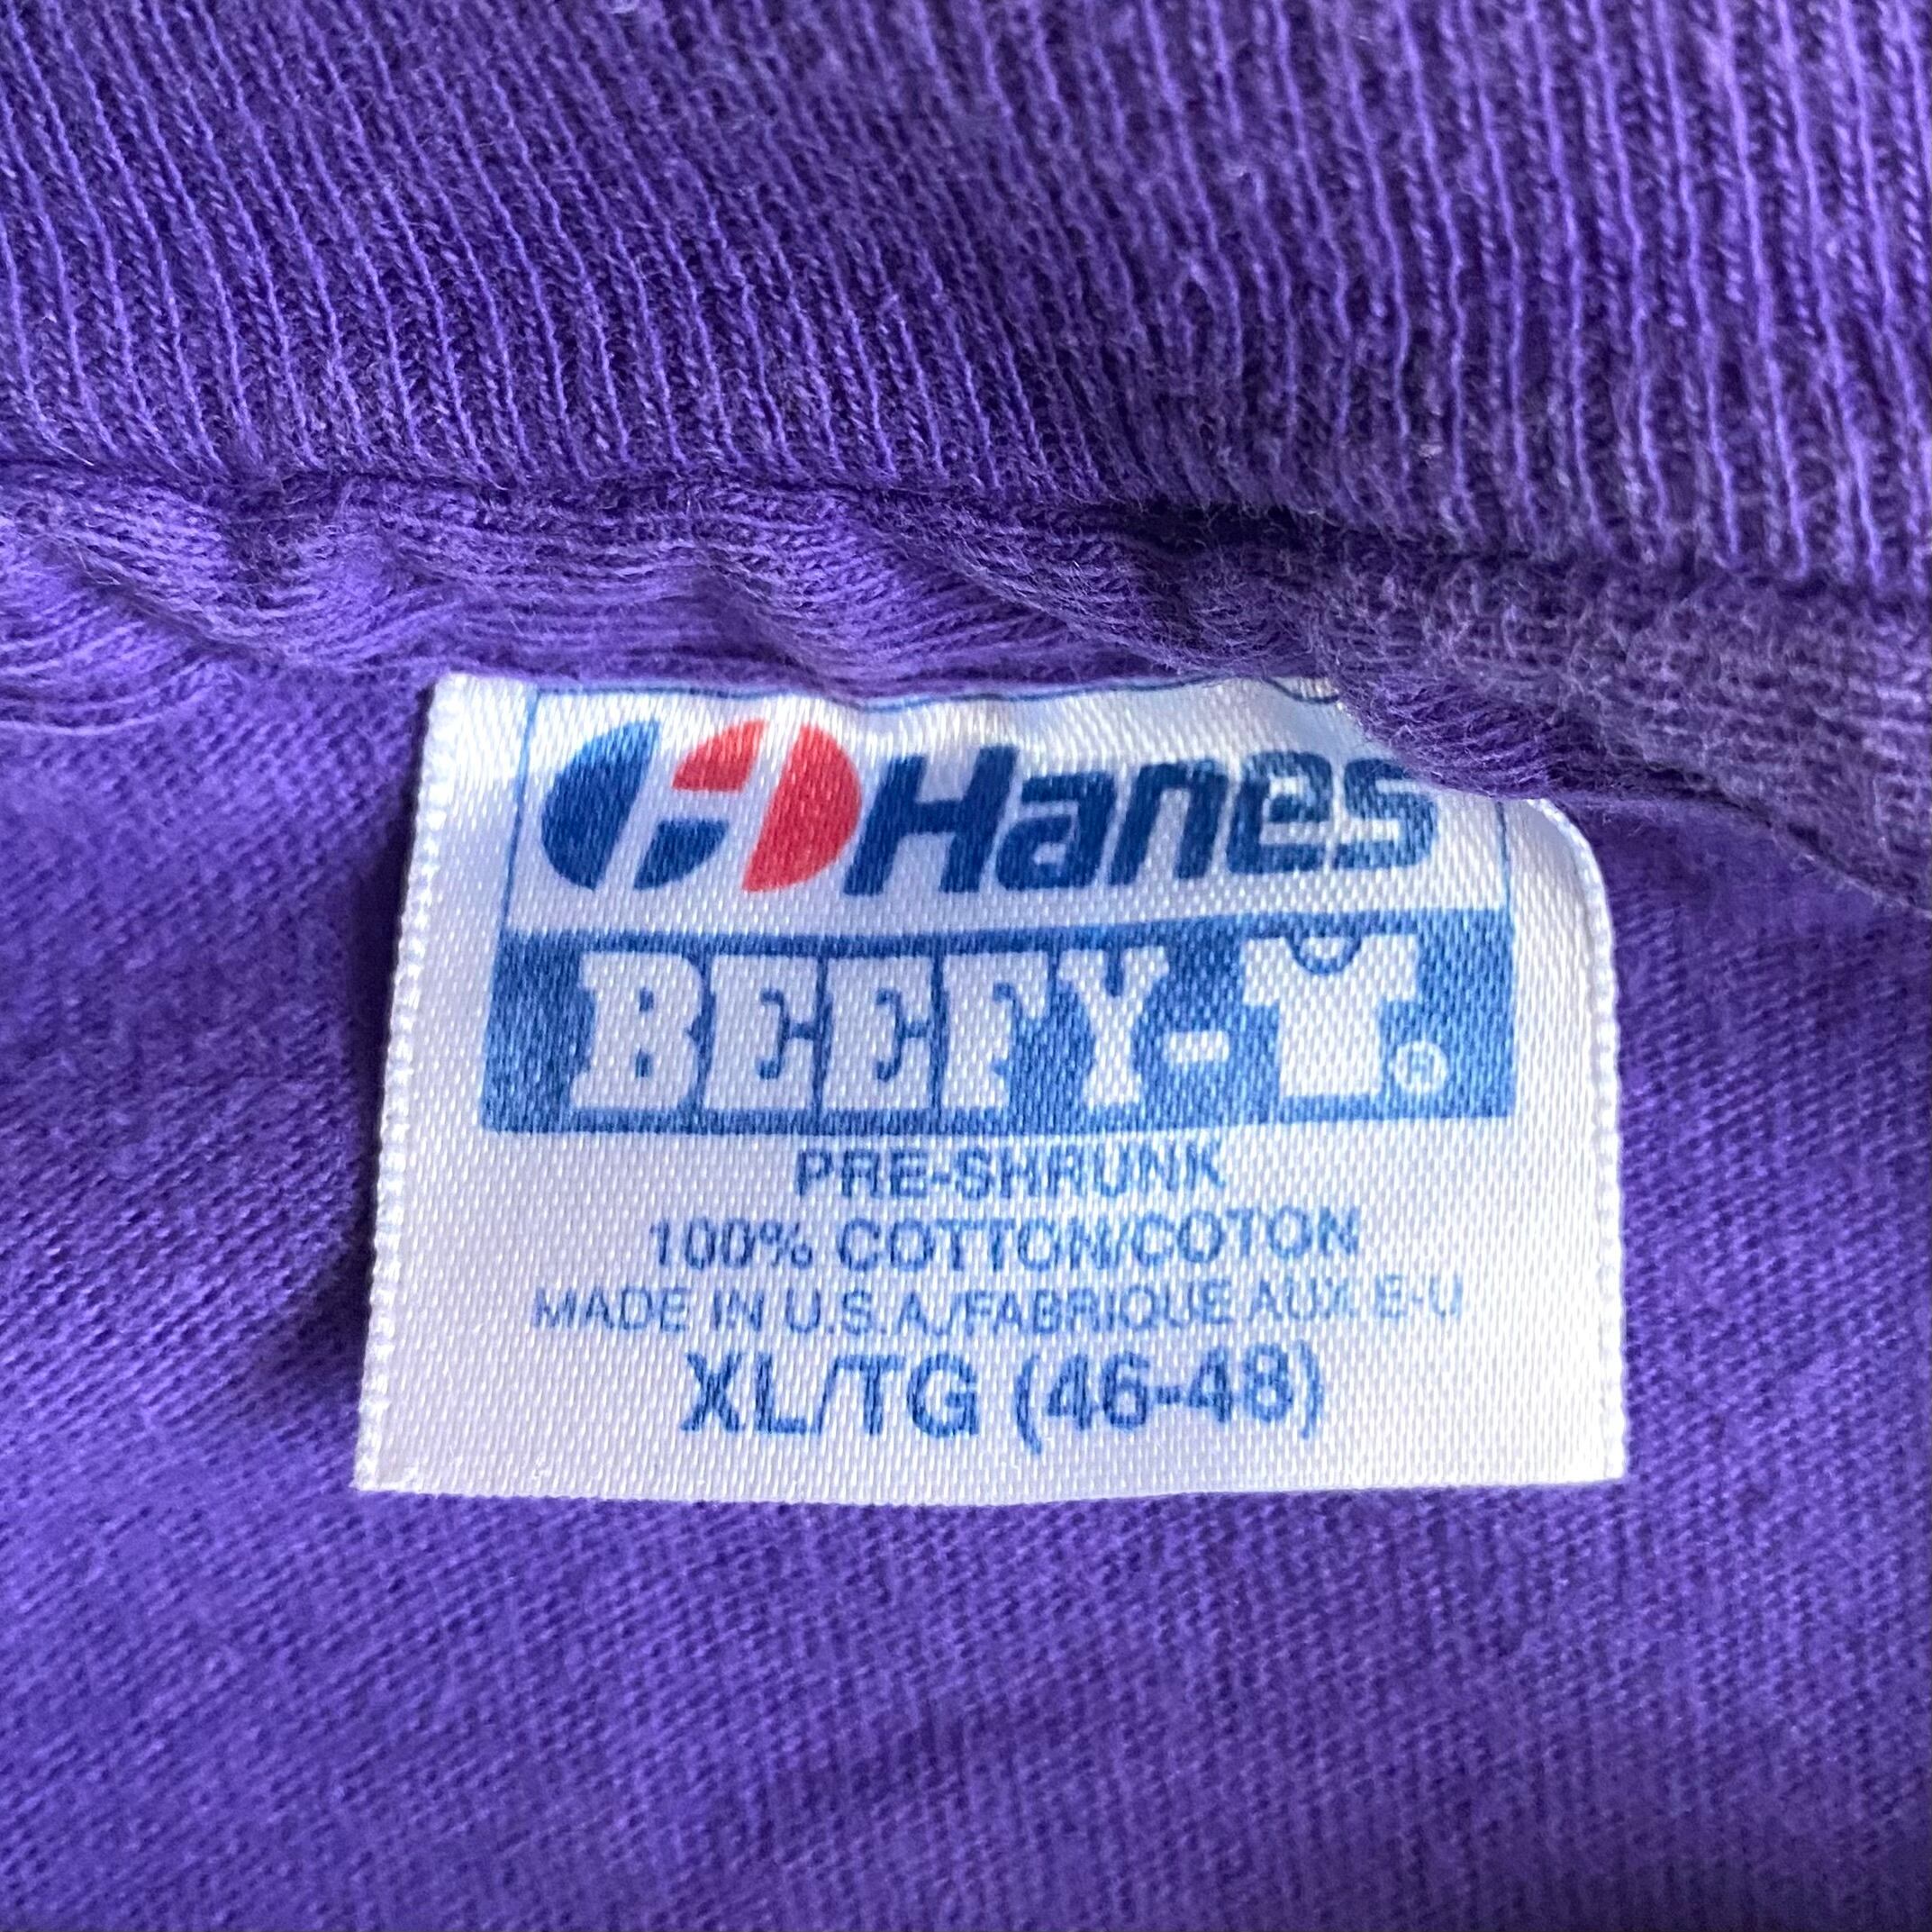 Hanes
BEEFY-T®
PRE-SHRUNK
100% COTTON/COTON
MADE IN U.S.A./FABRIQUE AUX E-U
XL/TG (46-48)